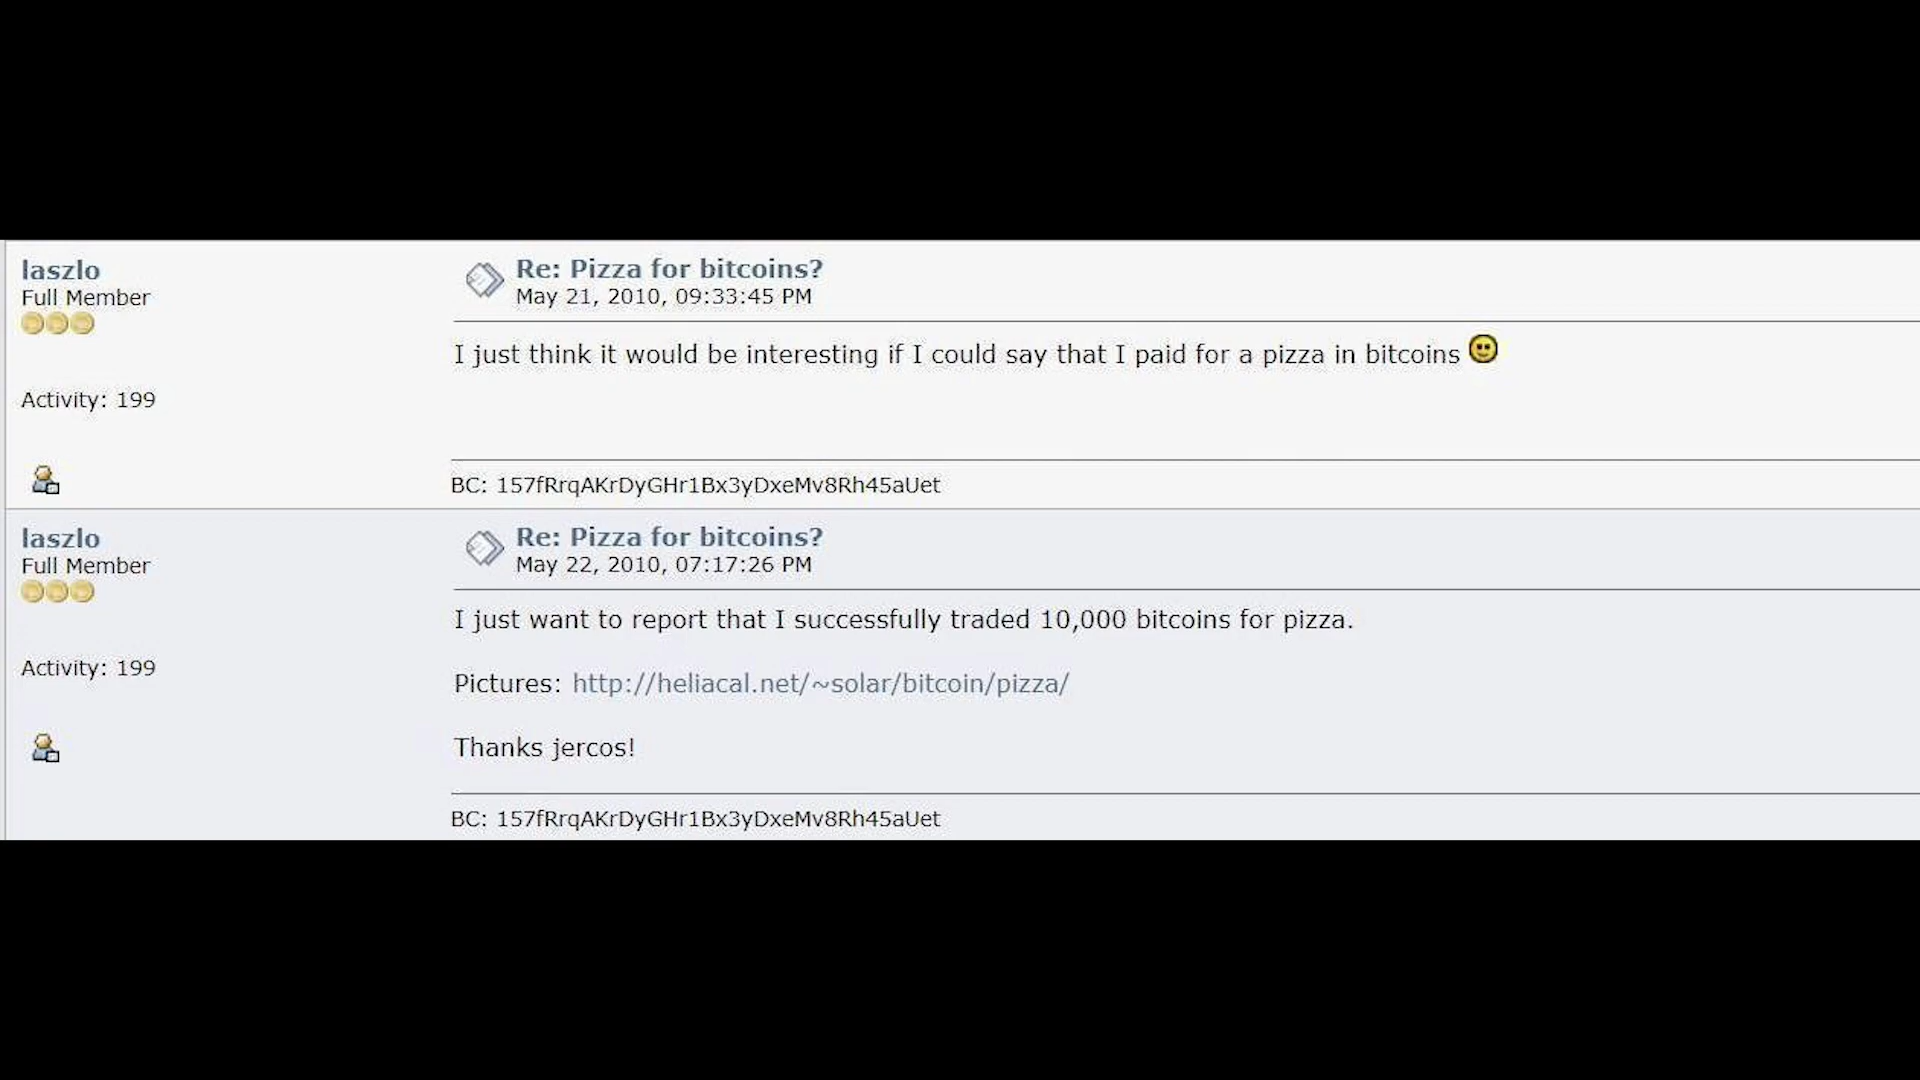 laszlo
Full Member
Activity: 199
Re: Pizza for bitcoins?
May 21, 2010, 09:33:45 PM
I just think it would be interesting if I could say that I paid for a pizza in bitcoins
BC: 157fRrqAKrDyGHr1Bx3yDxeMv8Rh45aUet
laszlo
Full Member
Activity: 199
Re: Pizza for bitcoins?
May 22, 2010, 07:17:26 PM
I just want to report that I successfully traded 10,000 bitcoins for pizza.
Pictures: http://heliacal.net/~solar/bitcoin/pizza/
Thanks jercos!
BC: 157fRrqAKrDyGHr1Bx3yDxeMv8Rh45aUet